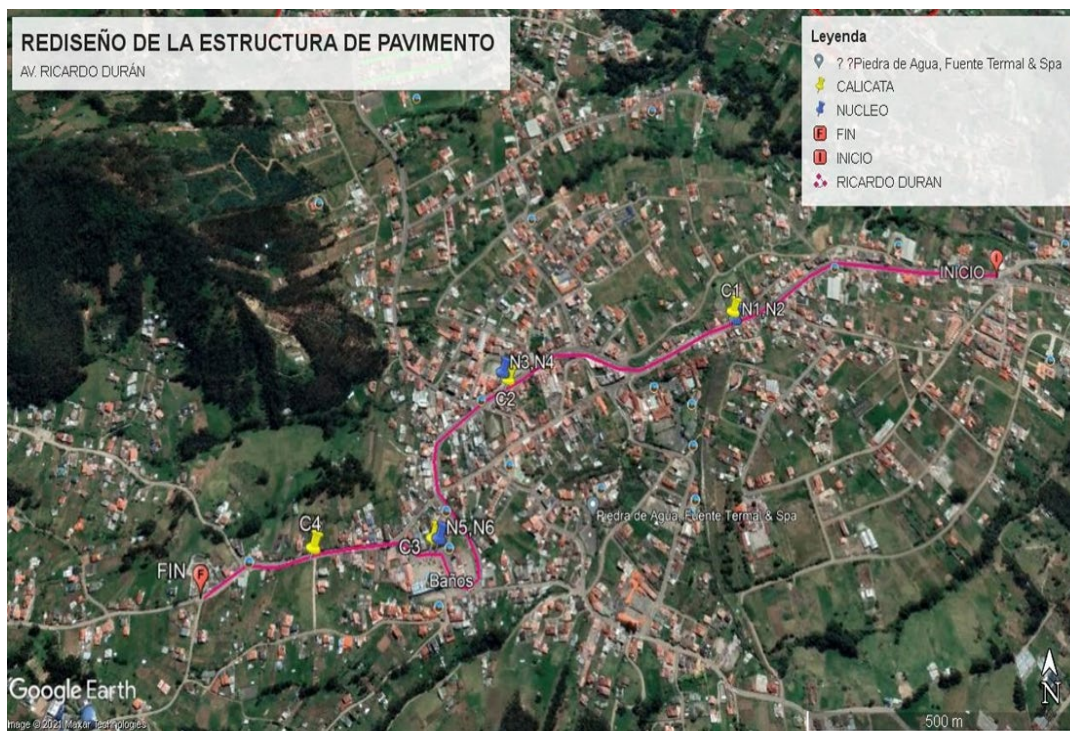 REDISEÑO DE LA ESTRUCTURA DE PAVIMENTO
AV. RICARDO DURÁN
Leyenda
? ?Piedra de Agua, Fuente Termal & Spa
CALICATA
NUCLEO
FIN
INICIO
RICARDO DURAN
INICIO
C1
N1,N2
N3,N4
C2
Piedra de Agua, Fuente Termal & Spa
C4
N5,N6
C3
FIN
Baños
Google Earth
Image © 2021 Maxar Technologies
500 m
N